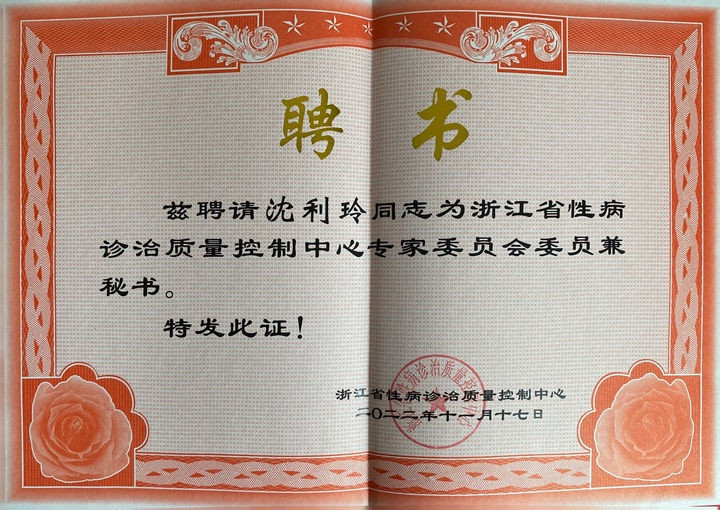 聘书
兹聘请沈利玲同志为浙江省性病
诊治质量控制中心专家委员会委员兼
秘书。
特发此证！
浙江省性病诊治质量控制中心
二〇二二年十一月十七日